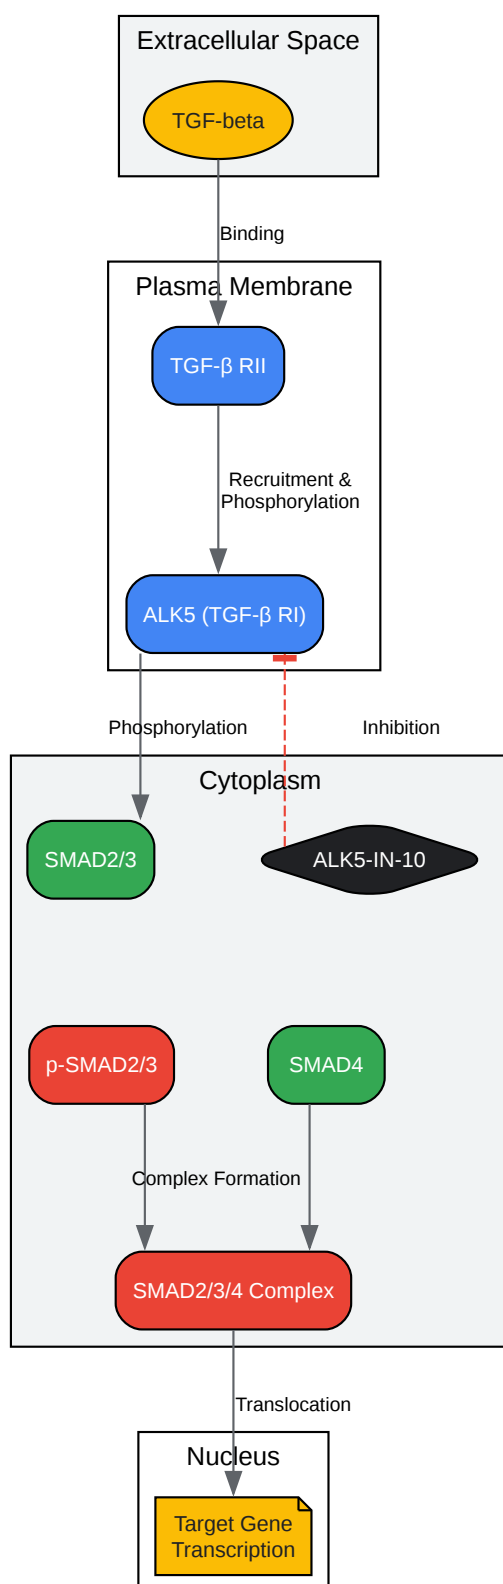 Extracellular Space
TGF-beta
Binding
Plasma Membrane
TGF-β RII
Recruitment &
Phosphorylation
ALK5 (TGF-β RI)
Phosphorylation
Inhibition
Cytoplasm
SMAD2/3
ALK5-IN-10
p-SMAD2/3
SMAD4
Complex Formation
SMAD2/3/4 Complex
Translocation
Nucleus
Target Gene
Transcription